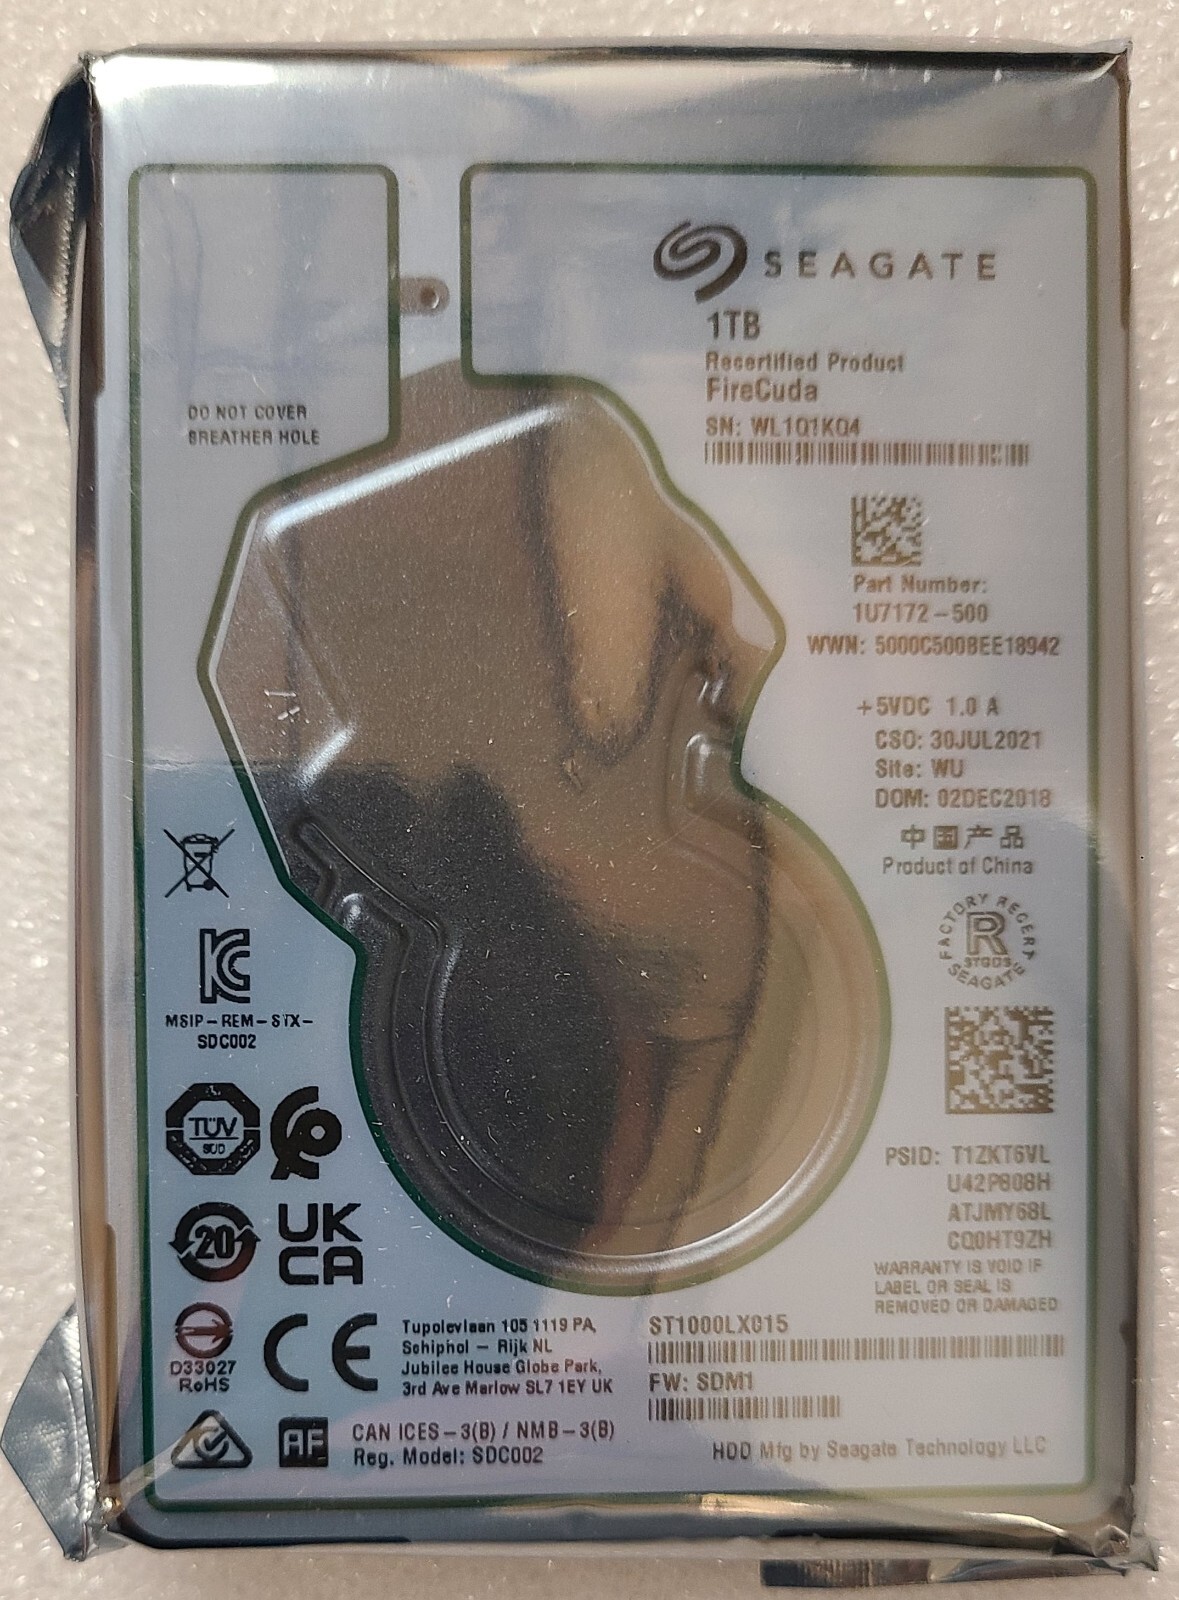 SEAGATE
1TB
Recertified Product
FireCuda
SN: WL1Q1KQ4
DO NOT COVER
BREATHER HOLE
Part Number:
1U7172-500
WWN: 5000C500BEE18942
+5VDC 1.0 A
CSO: 30JUL2021
Site: WU
DOM: 02DEC2018
中国产品
Product of China
FACTORY RECERT
R
STGDS
SEAGATE
MSIP-REM-STX-
SDC002
TÜV
SÜD
20
UK
CA
PSID: T1ZKT6VL
U42P808H
ATJMY68L
CQ0HT9ZH
WARRANTY IS VOID IF
LABEL OR SEAL IS
REMOVED OR DAMAGED
D33027
RoHS
CE
Tupolevlaan 105 1119 PA,
Schiphol - Rijk NL
Jubilee House Globe Park,
3rd Ave Marlow SL7 1EY UK
ST1000LX015
FW: SDM1
AF
CAN ICES-3(B) / NMB-3(B)
Reg. Model: SDC002
HDD Mfg by Seagate Technology LLC